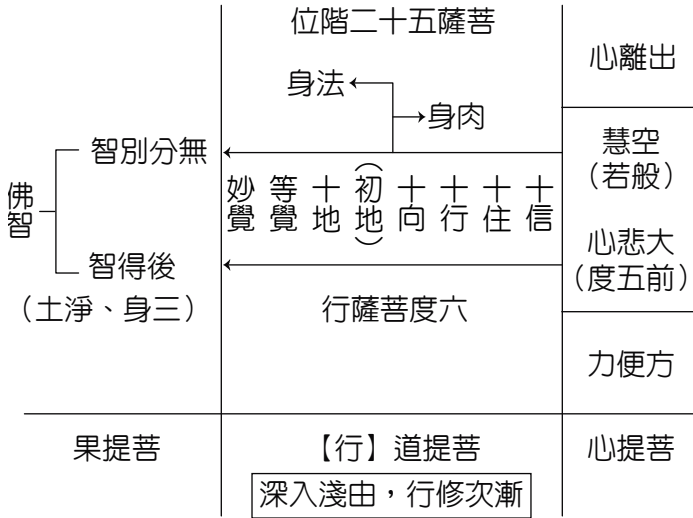 出離心
空慧
（般若）
大悲心
（前五度）
方便力
菩提心
菩薩五十二階位
法身
肉身
十信
十住
十行
十向
（初地）
十地
等覺
妙覺
六度菩薩行
菩提道【行】
漸次修行，由淺入深
無分別智
佛智
後得智
（三身、淨土）
菩提果